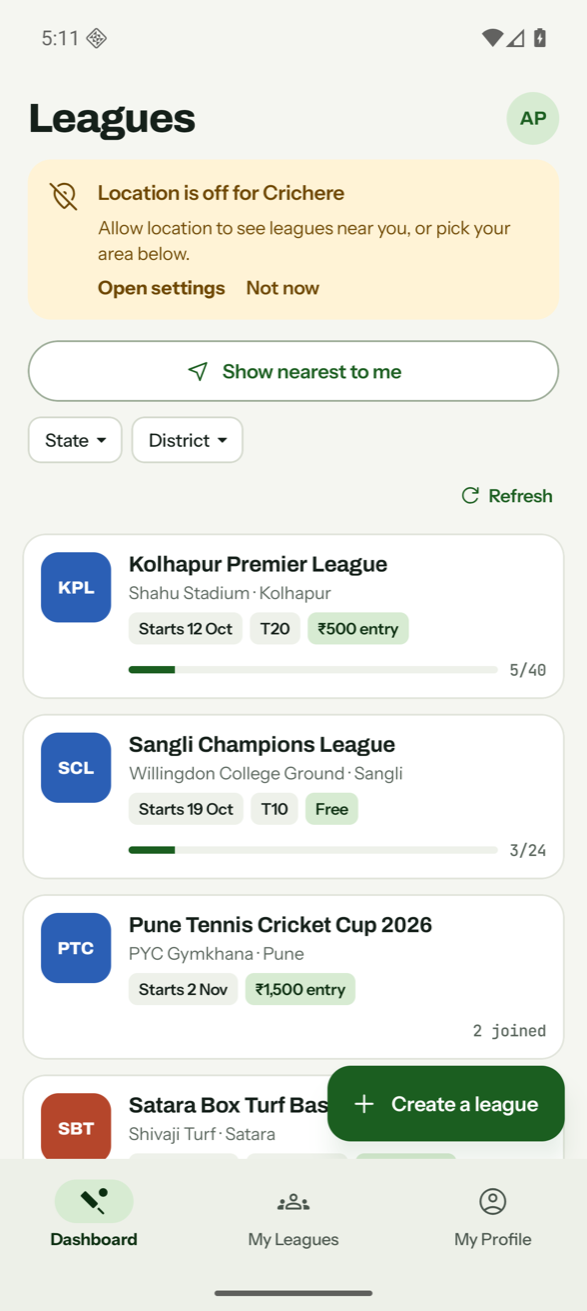 5:11
Leagues
AP
Location is off for Crichere
Allow location to see leagues near you, or pick your
area below.
Open settings Not now
Show nearest to me
State District
Refresh
KPL
Kolhapur Premier League
Shahu Stadium · Kolhapur
Starts 12 Oct T20 ₹500 entry
5/40
SCL
Sangli Champions League
Willingdon College Ground · Sangli
Starts 19 Oct T10 Free
3/24
PTC
Pune Tennis Cricket Cup 2026
PYC Gymkhana · Pune
Starts 2 Nov ₹1,500 entry
2 joined
SBT
Satara Box Turf Bas
Shivaji Turf · Satara
Create a league
Dashboard My Leagues My Profile